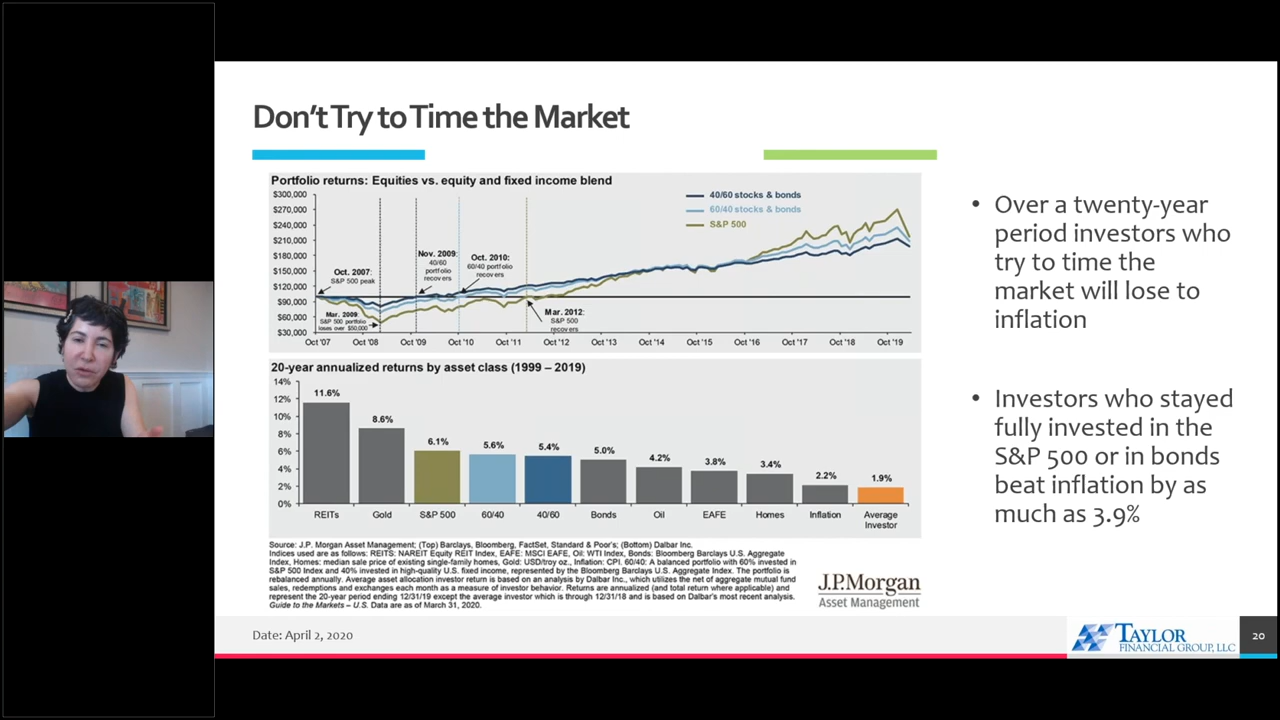 Don't Try to Time the Market
Portfolio returns: Equities vs. equity and fixed income blend
$300,000
$270,000
$240,000
$210,000
$180,000
$150,000
$120,000
$90,000
$60,000
$30,000
40/60 stocks & bonds
60/40 stocks & bonds
S&P 500
Oct. 2007:
S&P 500 peak
Mar. 2009:
S&P 500 portfolio
loses over $50,000
Nov. 2009:
40/60
portfolio
recovers
Oct. 2010:
60/40 portfolio
recovers
Mar. 2012:
S&P 500
recovers
Oct '07 Oct '08 Oct '09 Oct '10 Oct '11 Oct '12 Oct '13 Oct '14 Oct '15 Oct '16 Oct '17 Oct '18 Oct '19
20-year annualized returns by asset class (1999 – 2019)
14%
12%
10%
8%
6%
4%
2%
0%
11.6% 8.6% 6.1% 5.6% 5.4% 5.0% 4.2% 3.8% 3.4% 2.2% 1.9%
REITs Gold S&P 500 60/40 40/60 Bonds Oil EAFE Homes Inflation Average
Investor
Source: J.P. Morgan Asset Management; (Top) Barclays, Bloomberg, FactSet, Standard & Poor's; (Bottom) Dalbar Inc.
Indices used are as follows: REITS: NAREIT Equity REIT Index, EAFE: MSCI EAFE, Oil: WTI Index, Bonds: Bloomberg Barclays U.S. Aggregate
Index, Homes: median sale price of existing single-family homes, Gold: USD/troy oz., Inflation: CPI. 60/40: A balanced portfolio with 60% invested in
S&P 500 Index and 40% invested in high-quality U.S. fixed income, represented by the Bloomberg Barclays U.S. Aggregate Index. The portfolio is
rebalanced annually. Average asset allocation investor return is based on an analysis by Dalbar Inc., which utilizes the net of aggregate mutual fund
sales, redemptions and exchanges each month as a measure of investor behavior. Returns are annualized (and total return where applicable) and
represent the 20-year period ending 12/31/19 except the average investor which is through 12/31/18 and is based on Dalbar's most recent analysis.
Guide to the Markets – U.S. Data are as of March 31, 2020.
J.P.Morgan
Asset Management
• Over a twenty-year
period investors who
try to time the
market will lose to
inflation
• Investors who stayed
fully invested in the
S&P 500 or in bonds
beat inflation by as
much as 3.9%
Date: April 2, 2020
TAYLOR
FINANCIAL GROUP, LLC
20